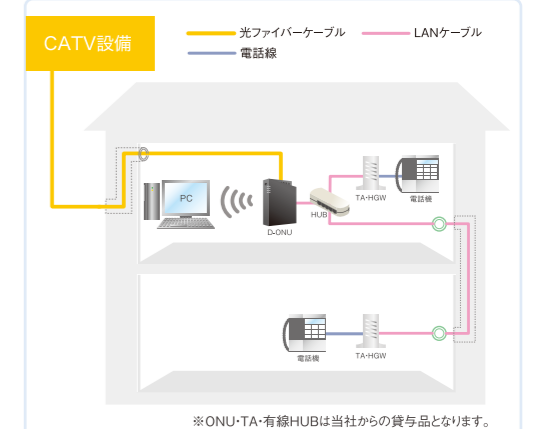 CATV設備
光ファイバーケーブル
LANケーブル
電話線
PC
D-ONU
HUB
TA・HGW
電話機
電話機
TA・HGW
※ONU・TA・有線HUBは当社からの貸与品となります。